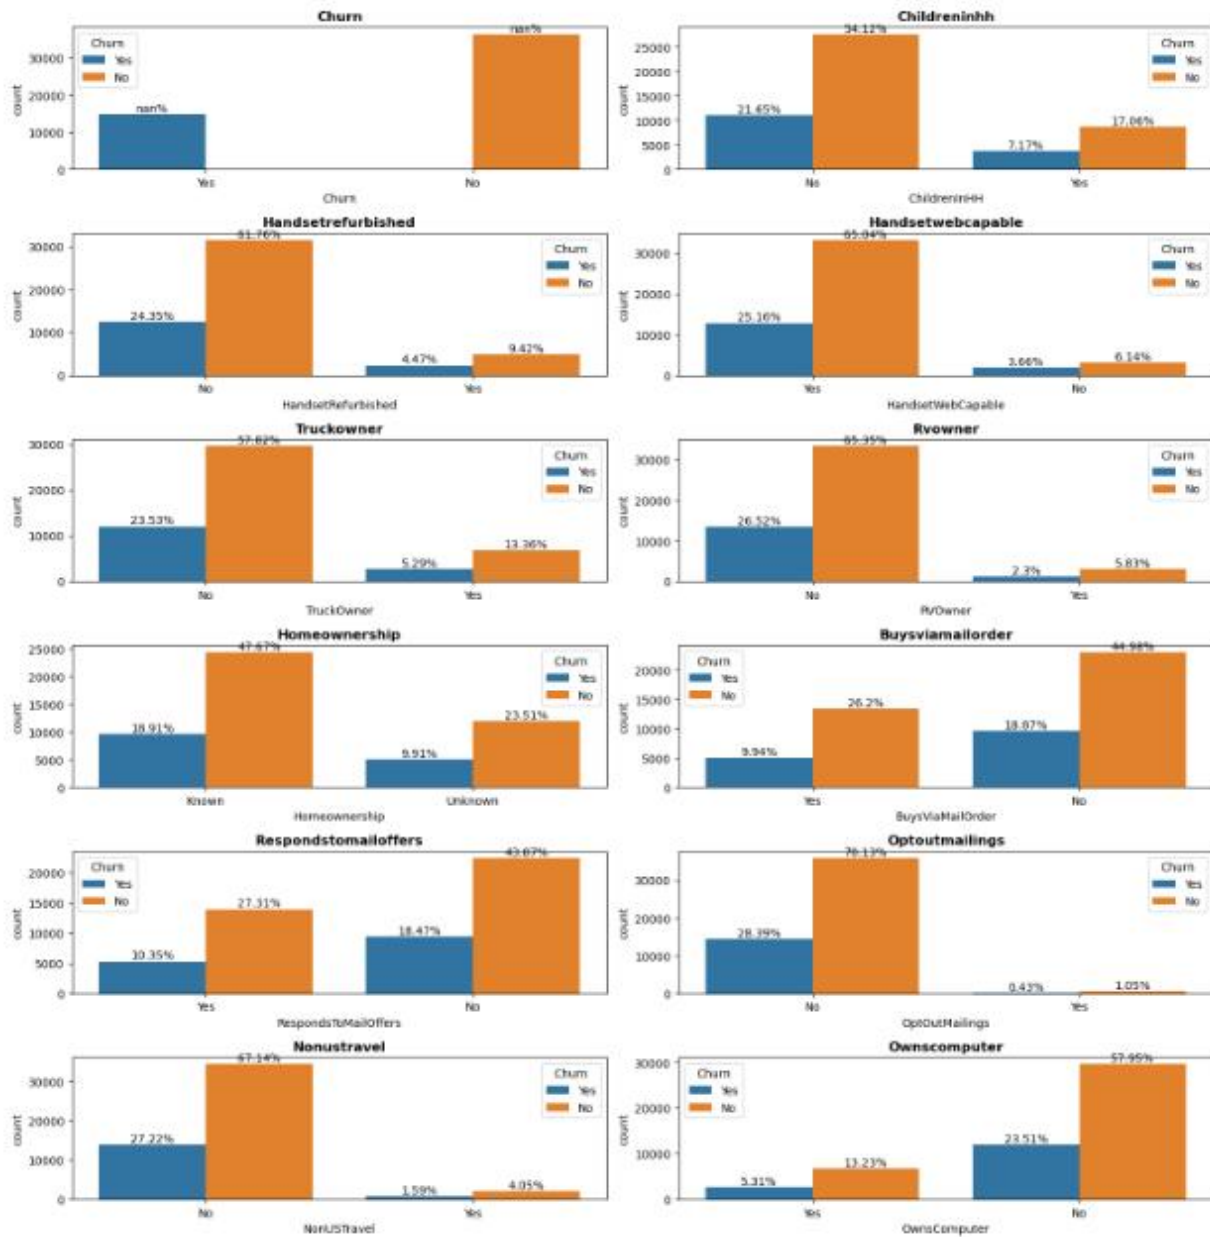 Churn
Churn
Yes
No
nan%
nan%
30000
20000
10000
0
count
Yes
No
Churn
Childreninhh
Churn
Yes
No
54.12%
21.65%
17.06%
7.17%
25000
20000
15000
10000
5000
0
count
No
Yes
ChildrenInHH
Handsetrefurbished
Churn
Yes
No
61.76%
24.35%
9.42%
4.47%
30000
20000
10000
0
count
No
Yes
HandsetRefurbished
Handsetwebcapable
Churn
Yes
No
65.04%
25.16%
6.14%
3.66%
30000
20000
10000
0
count
Yes
No
HandsetWebCapable
Truckowner
Churn
Yes
No
57.82%
23.53%
13.36%
5.29%
30000
20000
10000
0
count
No
Yes
TruckOwner
Rvowner
Churn
Yes
No
65.35%
26.52%
5.83%
2.3%
30000
20000
10000
0
count
No
Yes
RVOwner
Homeownership
Churn
Yes
No
47.67%
18.91%
23.51%
9.91%
25000
20000
15000
10000
5000
0
count
Known
Unknown
Homeownership
Buysviamailorder
Churn
Yes
No
44.98%
26.2%
18.87%
9.94%
20000
15000
10000
5000
0
count
Yes
No
BuysViaMailOrder
Respondstomailoffers
Churn
Yes
No
43.87%
27.31%
18.47%
10.35%
20000
15000
10000
5000
0
count
Yes
No
RespondsToMailOffers
Optoutmailings
Churn
Yes
No
70.13%
28.39%
0.43%
1.05%
30000
20000
10000
0
count
No
Yes
OptOutMailings
Nonustravel
Churn
Yes
No
67.14%
27.22%
1.59%
4.05%
30000
20000
10000
0
count
No
Yes
NonUSTravel
Ownscomputer
Churn
Yes
No
57.95%
23.51%
13.23%
5.31%
30000
20000
10000
0
count
Yes
No
OwnsComputer